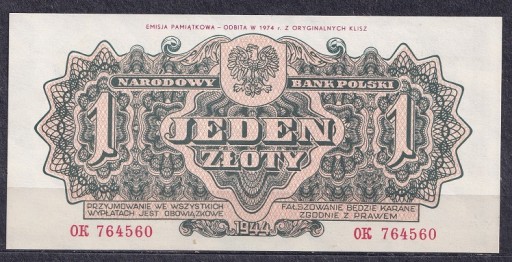 EMISJA PAMIĄTKOWA – ODBITA W 1974 r. Z ORYGINALNYCH KLISZ
NARODOWY BANK POLSKI
1 JEDEN 1
ZŁOTY
PRZYJMOWANIE WE WSZYSTKICH
WYPŁATACH JEST OBOWIĄZKOWE
FAŁSZOWANIE BĘDZIE KARANE
ZGODNIE Z PRAWEM
OK 764560 1944 OK 764560